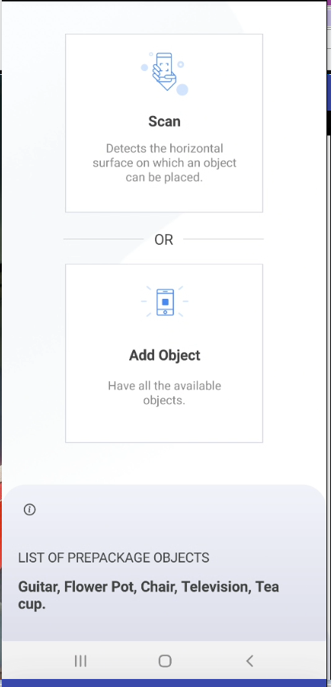 Scan
Detects the horizontal
surface on which an object
can be placed.
OR
Add Object
Have all the available
objects.
LIST OF PREPACKAGE OBJECTS
Guitar, Flower Pot, Chair, Television, Tea
cup.